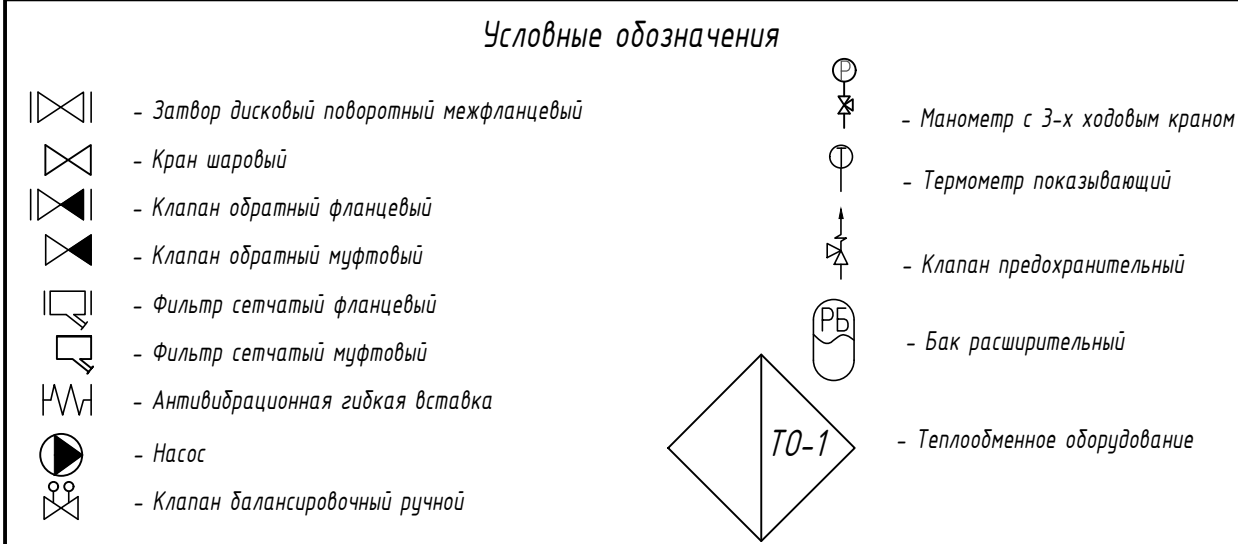 Условные обозначения
- Затвор дисковый поворотный межфланцевый
- Кран шаровый
- Клапан обратный фланцевый
- Клапан обратный муфтовый
- Фильтр сетчатый фланцевый
- Фильтр сетчатый муфтовый
- Антивибрационная гибкая вставка
- Насос
- Клапан балансировочный ручной
P
- Манометр с 3-х ходовым краном
T
- Термометр показывающий
- Клапан предохранительный
РБ
- Бак расширительный
ТО-1
- Теплообменное оборудование